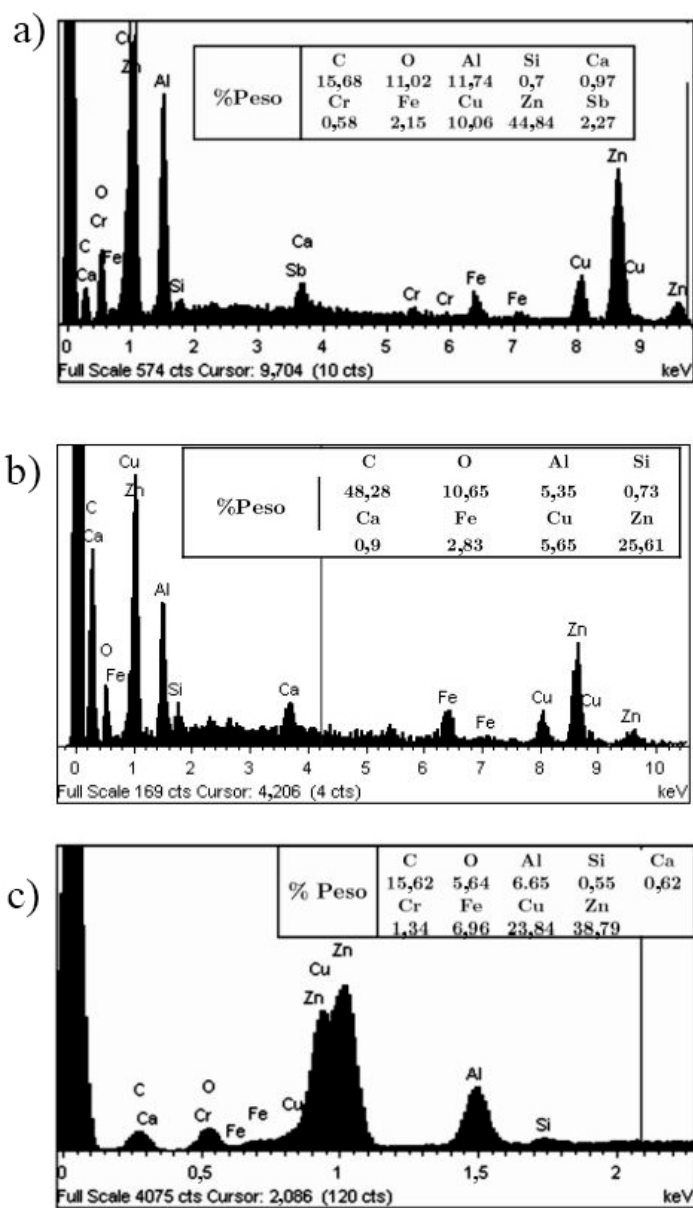 a)
Cu
Zn
Al
%Peso
C O Al Si Ca
15,68 11,02 11,74 0,7 0,97
Cr Fe Cu Zn Sb
0,58 2,15 10,06 44,84 2,27
Zn
O
C Cr
Ca Fe
Si
Ca
Sb
Cr Cr Fe Fe Cu Cu Zn
0 1 2 3 4 5 6 7 8 9
Full Scale 574 cts Cursor: 9,704 (10 cts) keV
b)
Cu
Zn
%Peso
C O Al Si
48,28 10,65 5,35 0,73
Ca Fe Cu Zn
0,9 2,83 5,65 25,61
C
Ca
Al
Zn
O
Fe
Si
Ca
Fe Fe Cu Cu Zn
0 1 2 3 4 5 6 7 8 9 10
Full Scale 169 cts Cursor: 4,206 (4 cts) keV
c)
% Peso
C O Al Si Ca
15,62 5,64 6.65 0,55 0,62
Cr Fe Cu Zn
1,34 6,96 23,84 38,79
Zn
Cu
Zn
C O Al
Ca Cr Fe Fe Cu Si
0 0,5 1 1,5 2
Full Scale 4075 cts Cursor: 2,086 (120 cts) keV